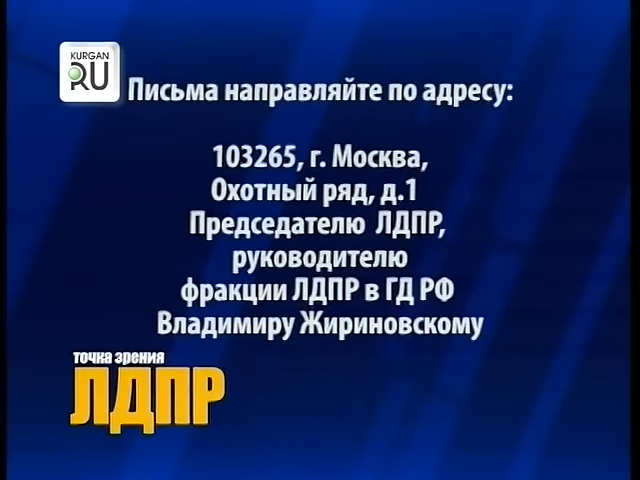 KURGAN
RU
Письма направляйте по адресу:
103265, г. Москва,
Охотный ряд, д.1
Председателю ЛДПР,
руководителю
фракции ЛДПР в ГД РФ
Владимиру Жириновскому
точка зрения
ЛДПР